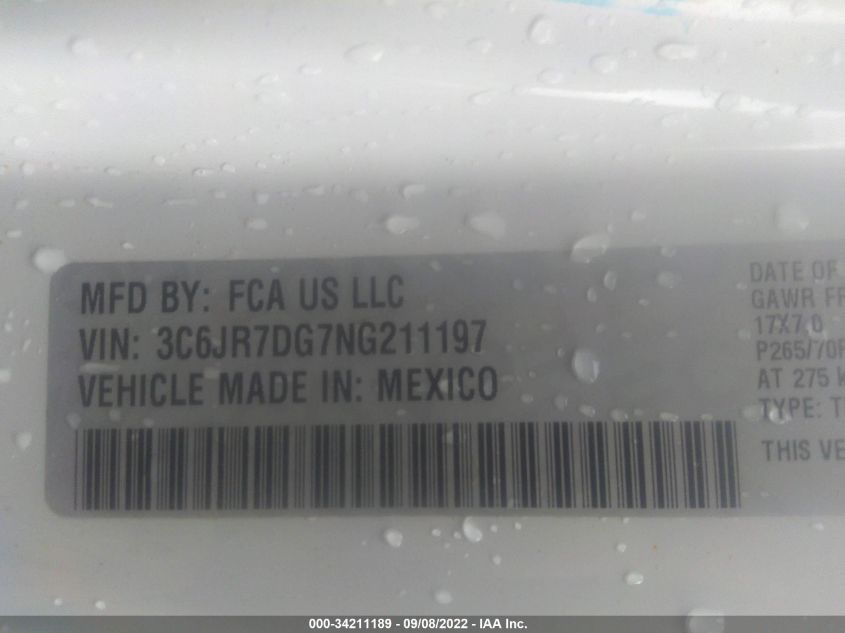 MFD BY: FCA US LLC
VIN: 3C6JR7DG7NG211197
VEHICLE MADE IN: MEXICO
DATE OF
GAWR FR
17X7.0
P265/70R
AT 275 K
TYPE: T
THIS VE
000-34211189 - 09/08/2022 - IAA Inc.